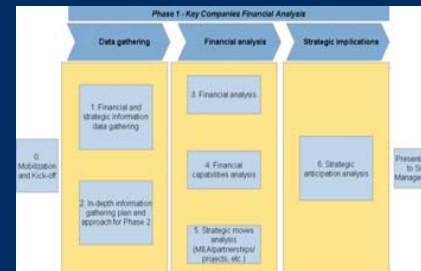 Phase 1 - Key Companies Financial Analysis
Data gathering
Financial analysis
Strategic implications
1. Financial and
strategic information
data gathering
3. Financial analysis
0.
Mobilization
and Kick-off
4. Financial
capabilities analysis
6. Strategic
anticipation analysis
2. In-depth information
gathering plan and
approach for Phase 2
5. Strategic moves
analysis
(M&A/partnerships/
projects, etc.)